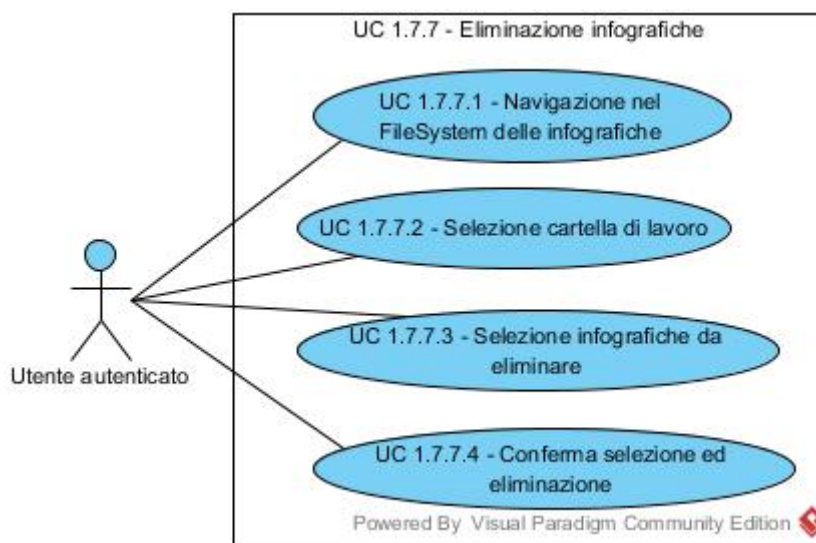 UC 1.7.7 - Eliminazione infografiche
UC 1.7.7.1 - Navigazione nel
FileSystem delle infografiche
UC 1.7.7.2 - Selezione cartella di lavoro
UC 1.7.7.3 - Selezione infografiche da
eliminare
Utente autenticato
UC 1.7.7.4 - Conferma selezione ed
eliminazione
Powered By Visual Paradigm Community Edition